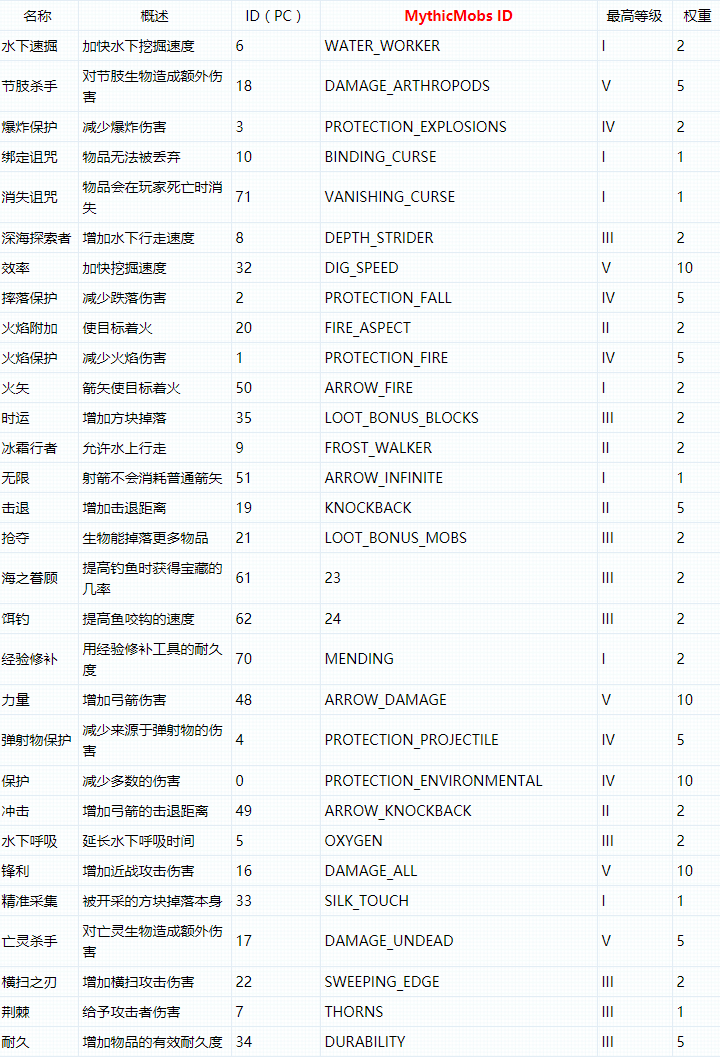 名称 概述 ID（PC） MythicMobs ID 最高等级 权重
水下速掘 加快水下挖掘速度 6 WATER_WORKER I 2
节肢杀手 对节肢生物造成额外伤害 18 DAMAGE_ARTHROPODS V 5
爆炸保护 减少爆炸伤害 3 PROTECTION_EXPLOSIONS IV 2
绑定诅咒 物品无法被丢弃 10 BINDING_CURSE I 1
消失诅咒 物品会在玩家死亡时消失 71 VANISHING_CURSE I 1
深海探索者 增加水下行走速度 8 DEPTH_STRIDER III 2
效率 加快挖掘速度 32 DIG_SPEED V 10
摔落保护 减少跌落伤害 2 PROTECTION_FALL IV 5
火焰附加 使目标着火 20 FIRE_ASPECT II 2
火焰保护 减少火焰伤害 1 PROTECTION_FIRE IV 5
火矢 箭矢使目标着火 50 ARROW_FIRE I 2
时运 增加方块掉落 35 LOOT_BONUS_BLOCKS III 2
冰霜行者 允许水上行走 9 FROST_WALKER II 2
无限 射箭不会消耗普通箭矢 51 ARROW_INFINITE I 1
击退 增加击退距离 19 KNOCKBACK II 5
抢夺 生物能掉落更多物品 21 LOOT_BONUS_MOBS III 2
海之眷顾 提高钓鱼时获得宝藏的几率 61 23 III 2
饵钓 提高鱼咬钩的速度 62 24 III 2
经验修补 用经验修补工具的耐久度 70 MENDING I 2
力量 增加弓箭伤害 48 ARROW_DAMAGE V 10
弹射物保护 减少来源于弹射物的伤害 4 PROTECTION_PROJECTILE IV 5
保护 减少多数的伤害 0 PROTECTION_ENVIRONMENTAL IV 10
冲击 增加弓箭的击退距离 49 ARROW_KNOCKBACK II 2
水下呼吸 延长水下呼吸时间 5 OXYGEN III 2
锋利 增加近战攻击伤害 16 DAMAGE_ALL V 10
精准采集 被开采的方块掉落本身 33 SILK_TOUCH I 1
亡灵杀手 对亡灵生物造成额外伤害 17 DAMAGE_UNDEAD V 5
横扫之刃 增加横扫攻击伤害 22 SWEEPING_EDGE III 2
荆棘 给予攻击者伤害 7 THORNS III 1
耐久 增加物品的有效耐久度 34 DURABILITY III 5